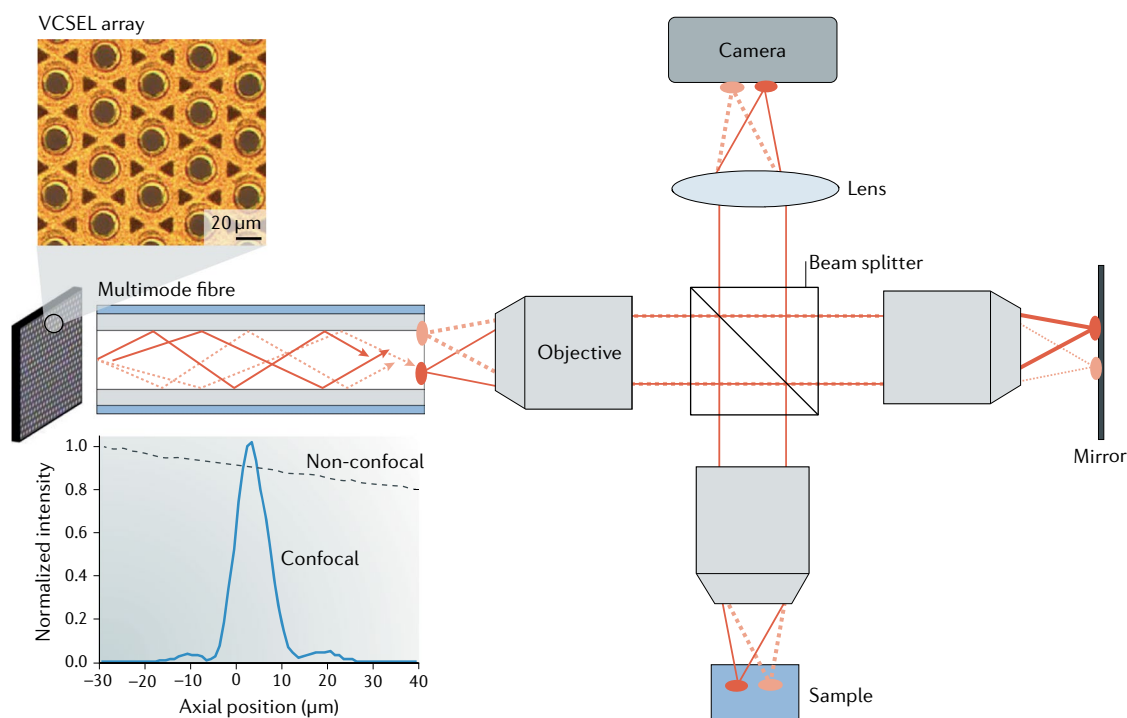 VCSEL array
20 µm
Camera
Lens
Beam splitter
Multimode fibre
Objective
Mirror
Sample
Normalized intensity
1.0
0.8
0.6
0.4
0.2
0.0
Non-confocal
Confocal
−30 −20 −10 0 10 20 30 40
Axial position (µm)